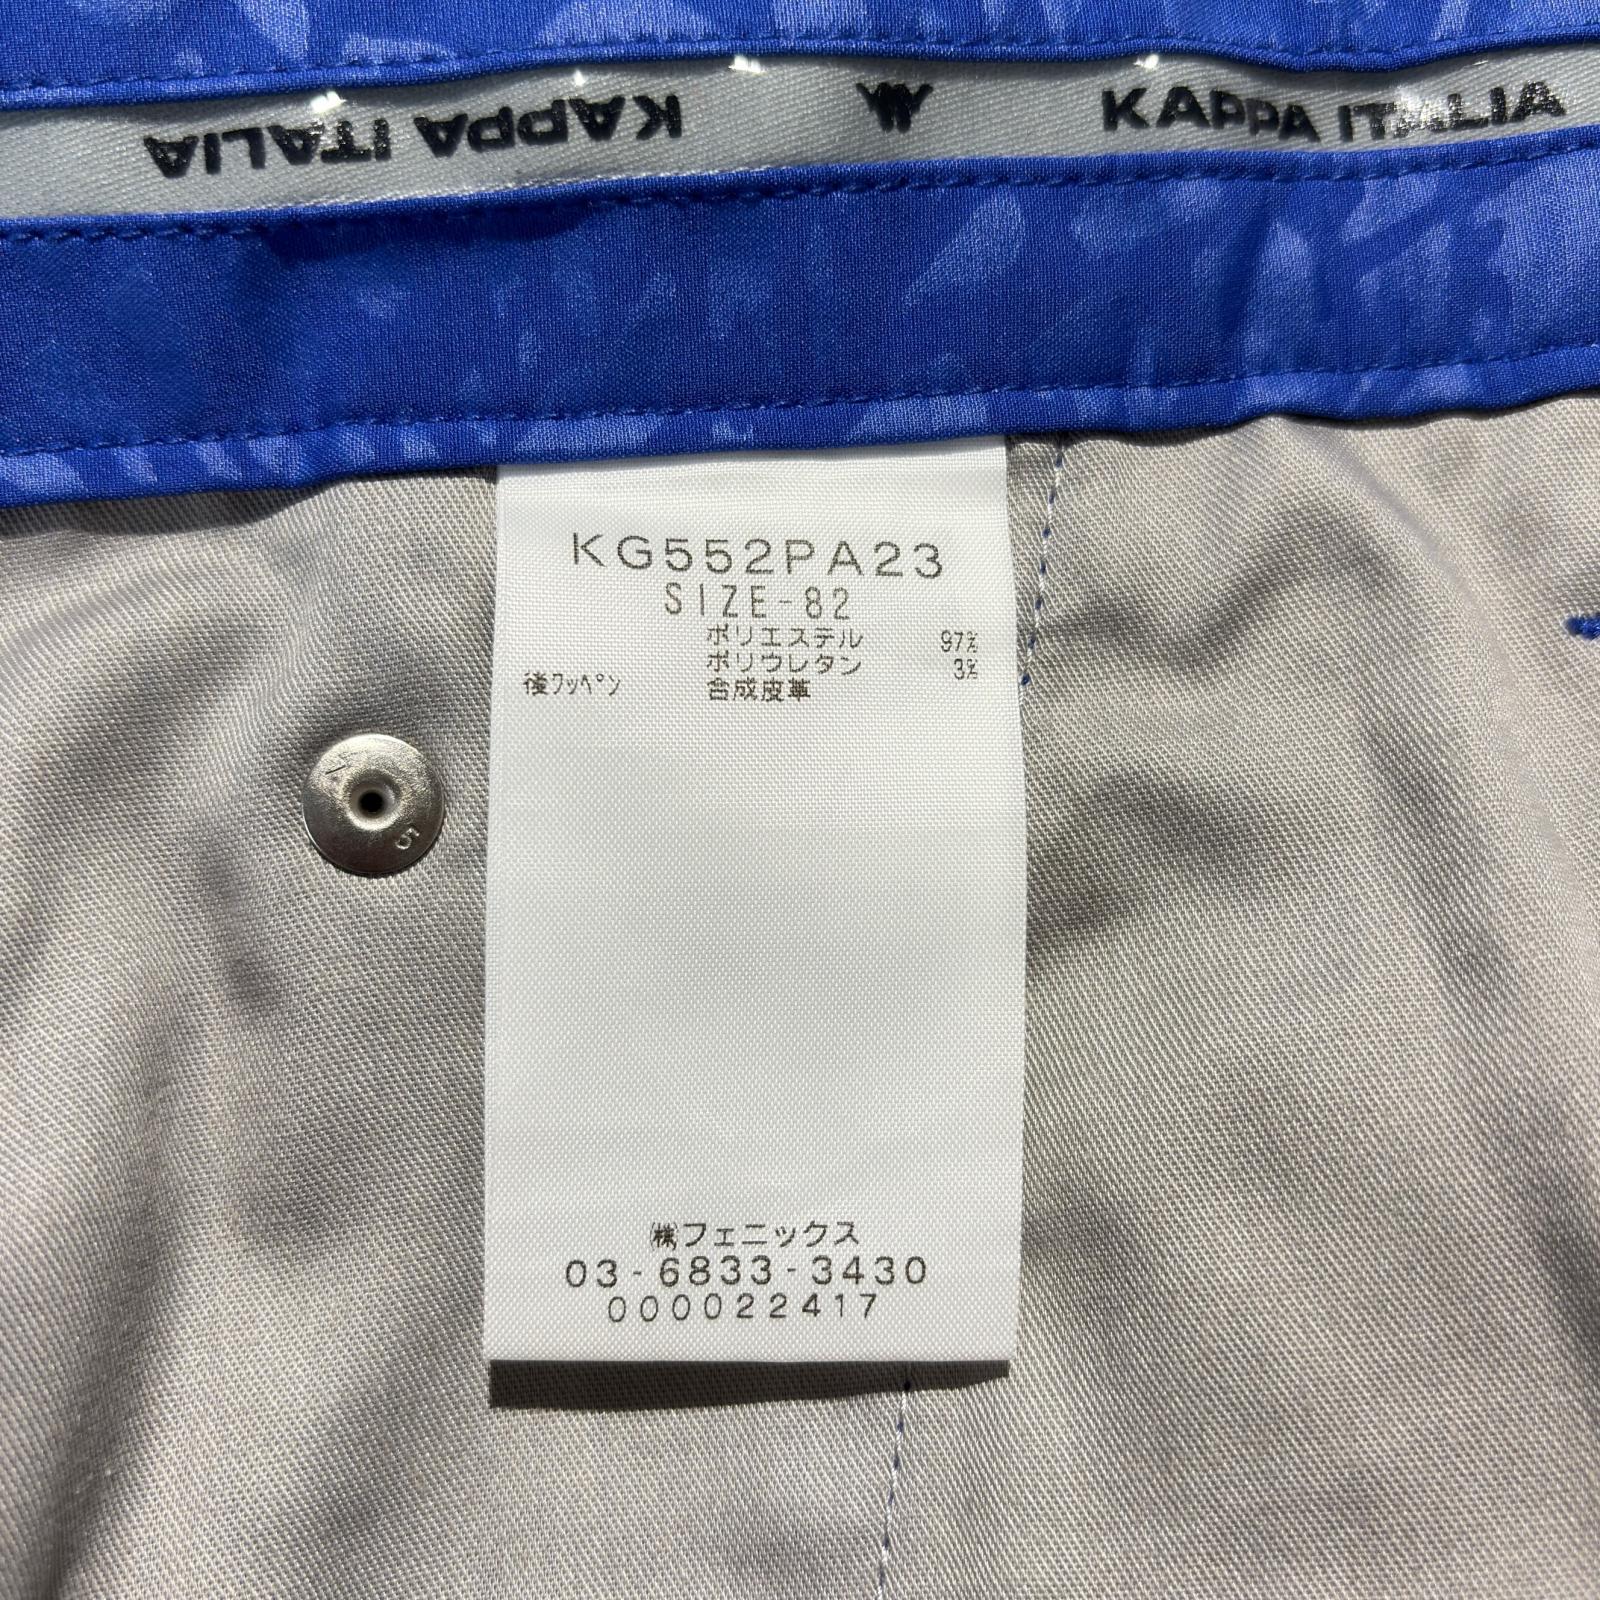 KAPPA ITALIA KAPPA ITALIA
KG552PA23
SIZE-82
ポリエステル 97%
ポリウレタン 3%
後ワッペン 合成皮革
㈱フェニックス
03-6833-3430
000022417
5